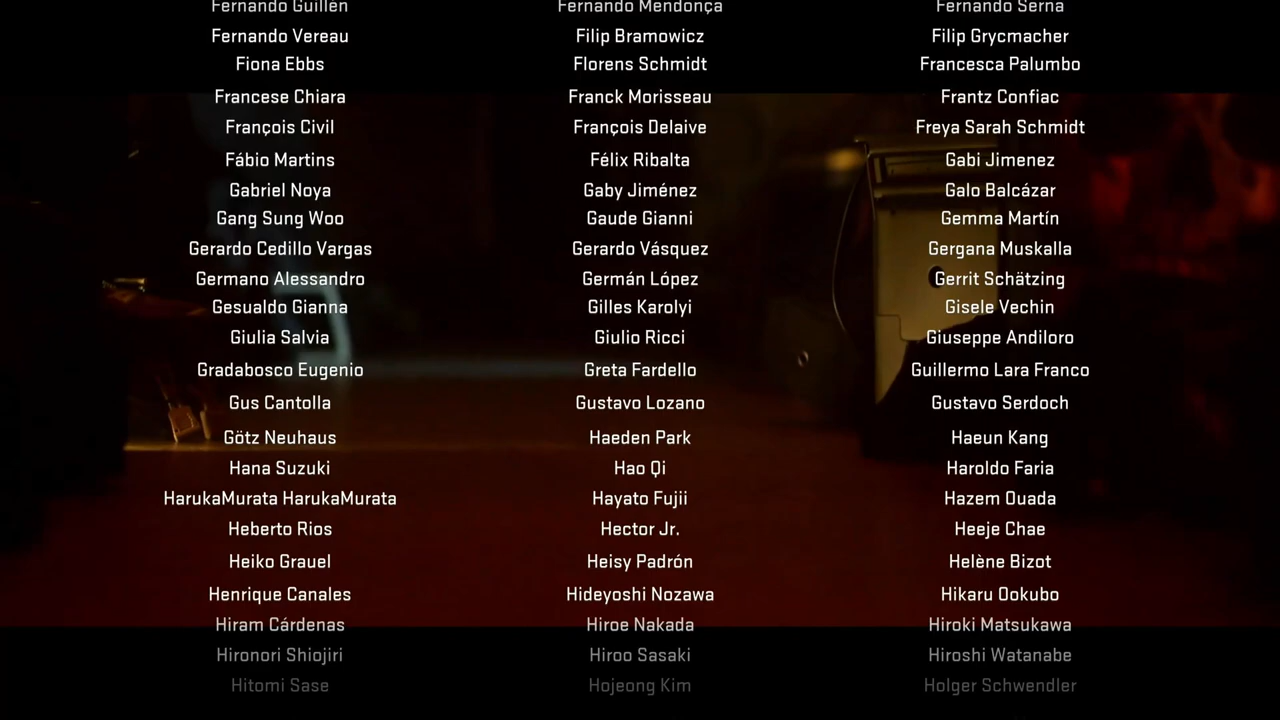 Fernando Guillén Fernando Mendonça Fernando Serna
Fernando Vereau Filip Bramowicz Filip Grycmacher
Fiona Ebbs Florens Schmidt Francesca Palumbo
Francese Chiara Franck Morisseau Frantz Confiac
François Civil François Delaive Freya Sarah Schmidt
Fábio Martins Félix Ribalta Gabi Jimenez
Gabriel Noya Gaby Jiménez Galo Balcázar
Gang Sung Woo Gaude Gianni Gemma Martín
Gerardo Cedillo Vargas Gerardo Vásquez Gergana Muskalla
Germano Alessandro Germán López Gerrit Schätzing
Gesualdo Gianna Gilles Karolyi Gisele Vechin
Giulia Salvia Giulio Ricci Giuseppe Andiloro
Gradabosco Eugenio Greta Fardello Guillermo Lara Franco
Gus Cantolla Gustavo Lozano Gustavo Serdoch
Götz Neuhaus Haeden Park Haeun Kang
Hana Suzuki Hao Qi Haroldo Faria
HarukaMurata HarukaMurata Hayato Fujii Hazem Ouada
Heberto Rios Hector Jr. Heeje Chae
Heiko Grauel Heisy Padrón Helène Bizot
Henrique Canales Hideyoshi Nozawa Hikaru Ookubo
Hiram Cárdenas Hiroe Nakada Hiroki Matsukawa
Hironori Shiojiri Hiroo Sasaki Hiroshi Watanabe
Hitomi Sase Hojeong Kim Holger Schwendler